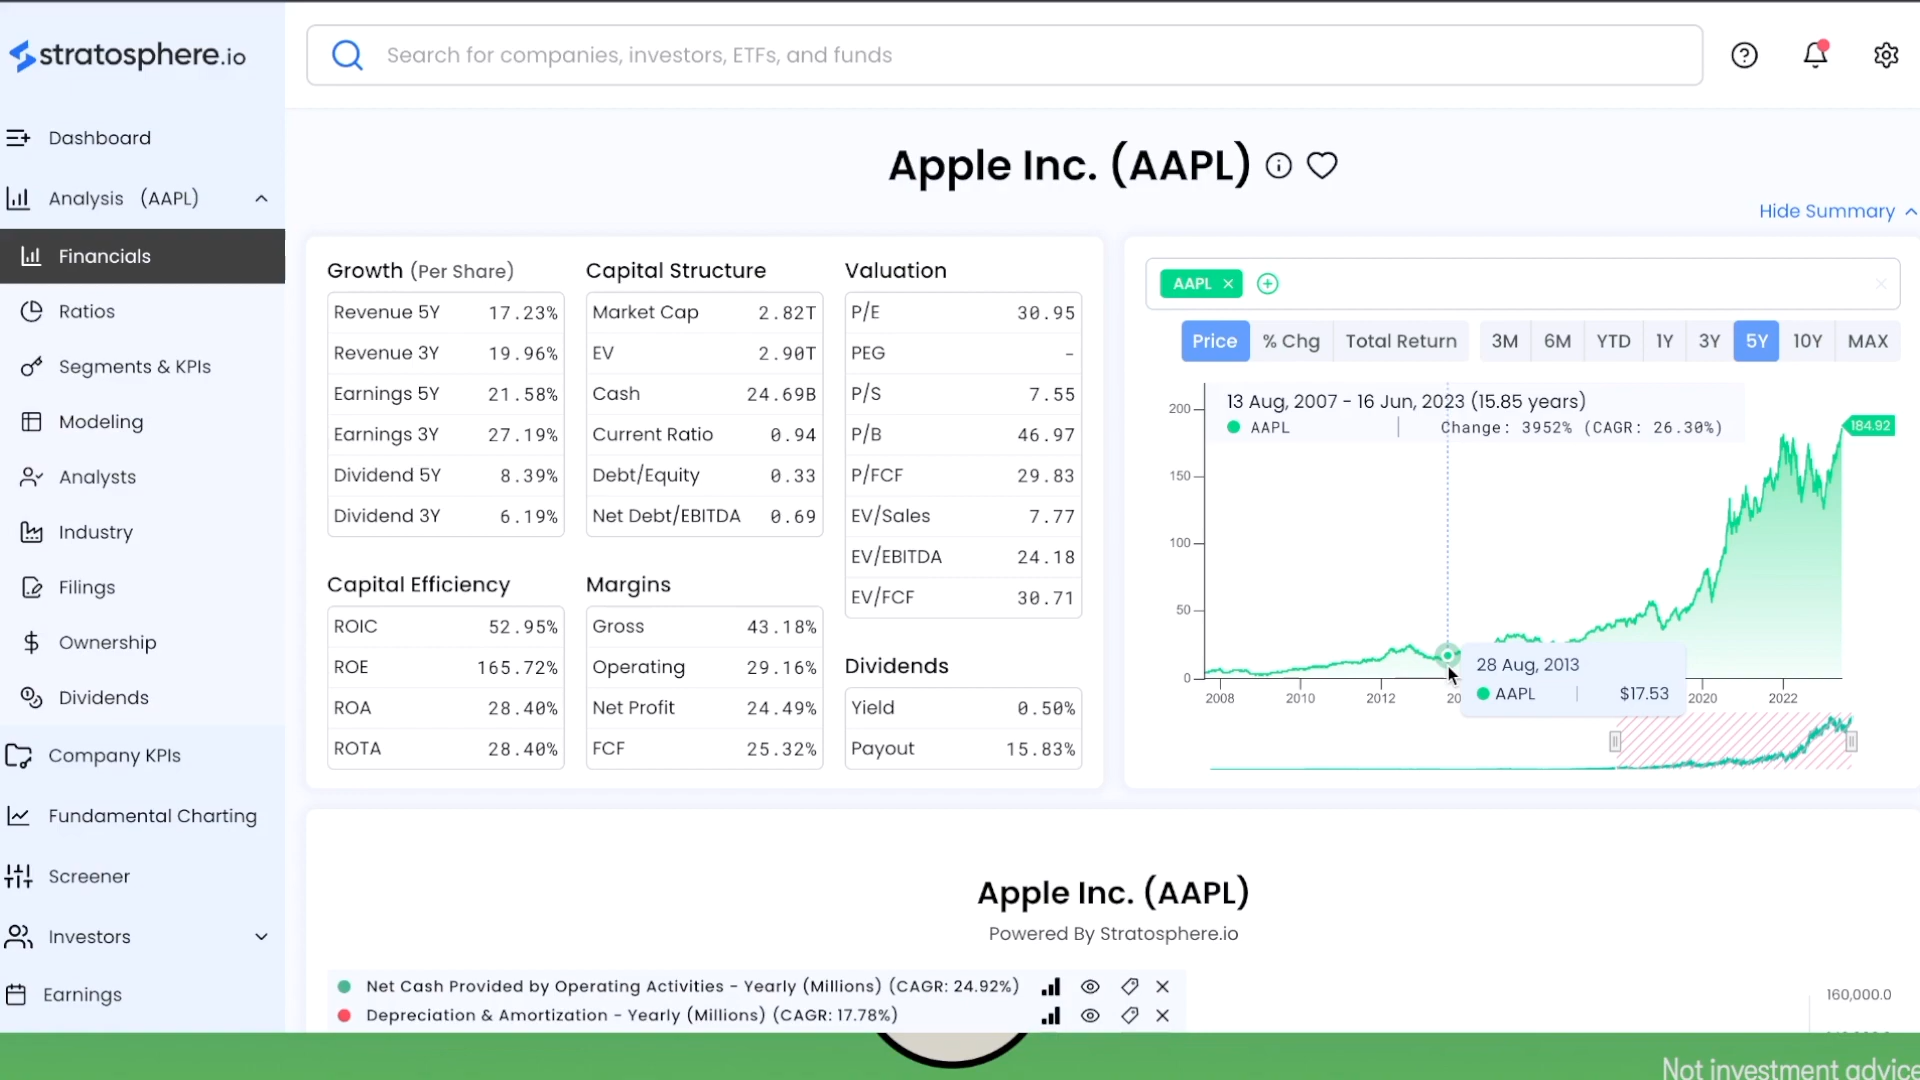 stratosphere.io
Search for companies, investors, ETFs, and funds
Dashboard
Analysis (AAPL)
Financials
Ratios
Segments & KPIs
Modeling
Analysts
Industry
Filings
Ownership
Dividends
Company KPIs
Fundamental Charting
Screener
Investors
Earnings
Apple Inc. (AAPL)
Hide Summary
Growth (Per Share)
Revenue 5Y 17.23%
Revenue 3Y 19.96%
Earnings 5Y 21.58%
Earnings 3Y 27.19%
Dividend 5Y 8.39%
Dividend 3Y 6.19%
Capital Efficiency
ROIC 52.95%
ROE 165.72%
ROA 28.40%
ROTA 28.40%
Capital Structure
Market Cap 2.82T
EV 2.90T
Cash 24.69B
Current Ratio 0.94
Debt/Equity 0.33
Net Debt/EBITDA 0.69
Margins
Gross 43.18%
Operating 29.16%
Net Profit 24.49%
FCF 25.32%
Valuation
P/E 30.95
PEG -
P/S 7.55
P/B 46.97
P/FCF 29.83
EV/Sales 7.77
EV/EBITDA 24.18
EV/FCF 30.71
Dividends
Yield 0.50%
Payout 15.83%
AAPL
Price % Chg Total Return 3M 6M YTD 1Y 3Y 5Y 10Y MAX
13 Aug, 2007 - 16 Jun, 2023 (15.85 years)
AAPL Change: 3952% (CAGR: 26.30%)
184.92
200
150
100
50
0
28 Aug, 2013
AAPL $17.53
2008 2010 2012 20 2020 2022
Apple Inc. (AAPL)
Powered By Stratosphere.io
Net Cash Provided by Operating Activities - Yearly (Millions) (CAGR: 24.92%)
Depreciation & Amortization - Yearly (Millions) (CAGR: 17.78%)
160,000.0
Not investment advice